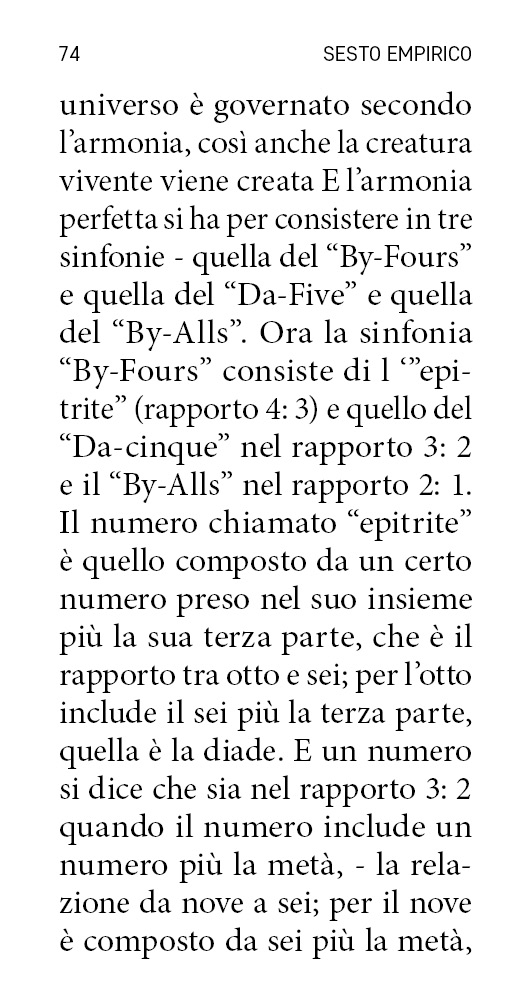 74 SESTO EMPIRICO
universo è governato secondo
l’armonia, così anche la creatura
vivente viene creata E l’armonia
perfetta si ha per consistere in tre
sinfonie - quella del “By-Fours”
e quella del “Da-Five” e quella
del “By-Alls”. Ora la sinfonia
“By-Fours” consiste di l ‘”epi-
trite” (rapporto 4: 3) e quello del
“Da-cinque” nel rapporto 3: 2
e il “By-Alls” nel rapporto 2: 1.
Il numero chiamato “epitrite”
è quello composto da un certo
numero preso nel suo insieme
più la sua terza parte, che è il
rapporto tra otto e sei; per l’otto
include il sei più la terza parte,
quella è la diade. E un numero
si dice che sia nel rapporto 3: 2
quando il numero include un
numero più la metà, - la rela-
zione da nove a sei; per il nove
è composto da sei più la metà,